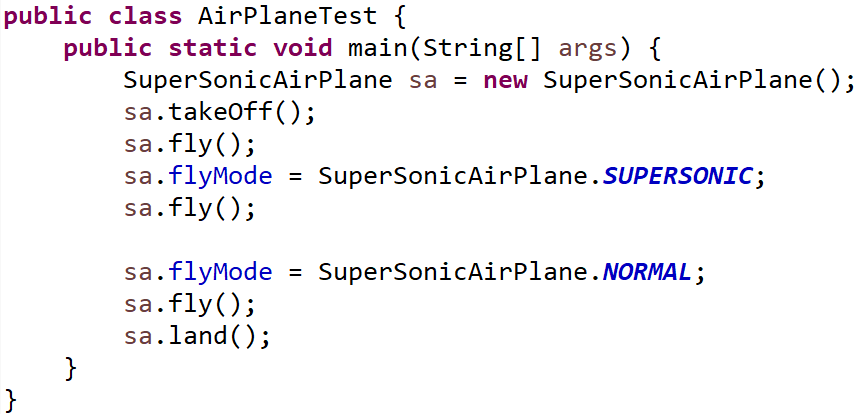 public class AirPlaneTest {
    public static void main(String[] args) {
        SuperSonicAirPlane sa = new SuperSonicAirPlane();
        sa.takeOff();
        sa.fly();
        sa.flyMode = SuperSonicAirPlane.SUPERSONIC;
        sa.fly();

        sa.flyMode = SuperSonicAirPlane.NORMAL;
        sa.fly();
        sa.land();
    }
}